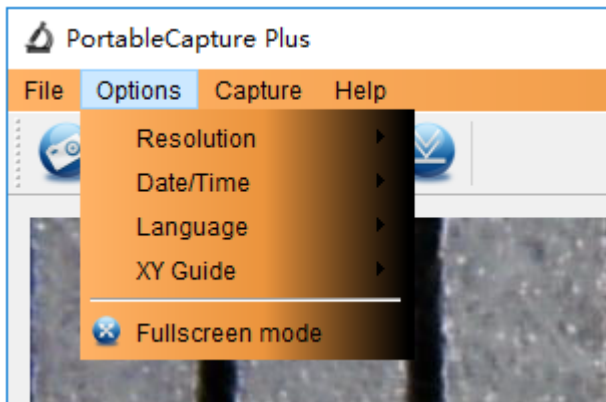 PortableCapture Plus
File Options Capture Help
Resolution
Date/Time
Language
XY Guide
Fullscreen mode